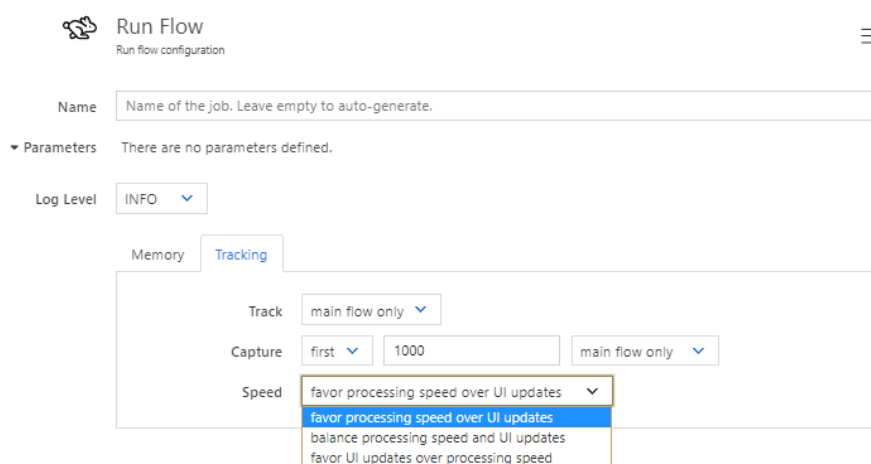 Run Flow
Run flow configuration
Name
Name of the job. Leave empty to auto-generate.
Parameters
There are no parameters defined.
Log Level
INFO
Memory
Tracking
Track
main flow only
Capture
first
1000
main flow only
Speed
favor processing speed over UI updates
favor processing speed over UI updates
balance processing speed and UI updates
favor UI updates over processing speed